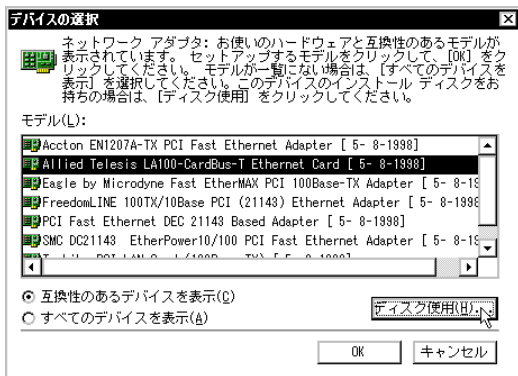 デバイスの選択
ネットワーク アダプタ: お使いのハードウェアと互換性のあるモデルが
表示されています。 セットアップするモデルをクリックして、[OK] をク
リックしてください。 モデルが一覧にない場合は、[すべてのデバイスを
表示] を選択してください。このデバイスのインストール ディスクをお
持ちの場合は、[ディスク使用] をクリックしてください。
モデル(L):
Accton EN1207A-TX PCI Fast Ethernet Adapter [ 5- 8-1998]
Allied Telesis LA100-CardBus-T Ethernet Card [ 5- 8-1998]
Eagle by Microdyne Fast EtherMAX PCI 100Base-TX Adapter [ 5- 8-19
FreedomLINE 100TX/10Base PCI (21143) Ethernet Adapter [ 5- 8-1998
PCI Fast Ethernet DEC 21143 Based Adapter [ 5- 8-1998]
SMC DC21143 EtherPower10/100 PCI Fast Ethernet Adapter [ 5- 8-19
互換性のあるデバイスを表示(C)
すべてのデバイスを表示(A)
ディスク使用(H)...
OK
キャンセル